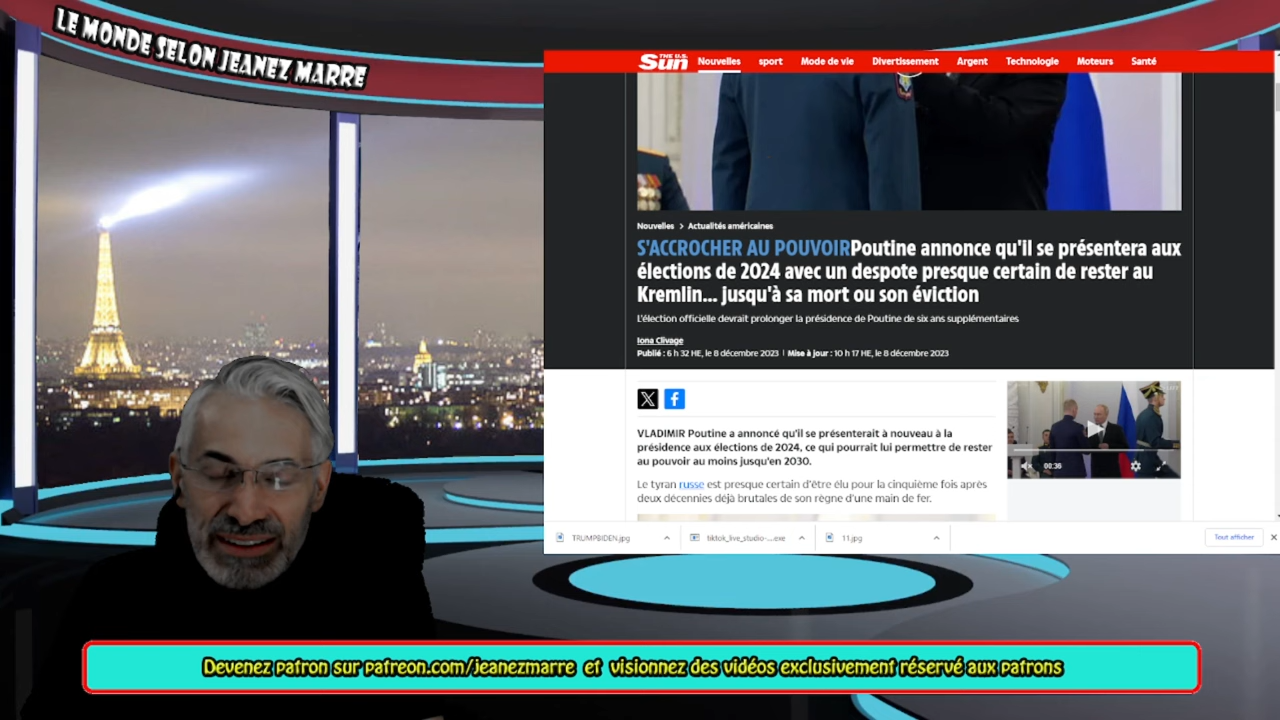 LE MONDE SELON JEANEZ MARRE
THE U.S. Sun Nouvelles sport Mode de vie Divertissement Argent Technologie Moteurs Santé
Nouvelles > Actualités américaines
S'ACCROCHER AU POUVOIRPoutine annonce qu'il se présentera aux
élections de 2024 avec un despote presque certain de rester au
Kremlin... jusqu'à sa mort ou son éviction
L'élection officielle devrait prolonger la présidence de Poutine de six ans supplémentaires
Iona Clivage
Publié : 6 h 32 HE, le 8 décembre 2023 | Mise à jour : 10 h 17 HE, le 8 décembre 2023
VLADIMIR Poutine a annoncé qu'il se présenterait à nouveau à la
présidence aux élections de 2024, ce qui pourrait lui permettre de rester
au pouvoir au moins jusqu'en 2030.
Le tyran russe est presque certain d'être élu pour la cinquième fois après
deux décennies déjà brutales de son règne d'une main de fer.
00:36
TRUMPBIDEN.jpg tiktok_live_studio-....exe 11.jpg Tout afficher
Devenez patron sur patreon.com/jeanezmarre et visionnez des vidéos exclusivement réservé aux patrons